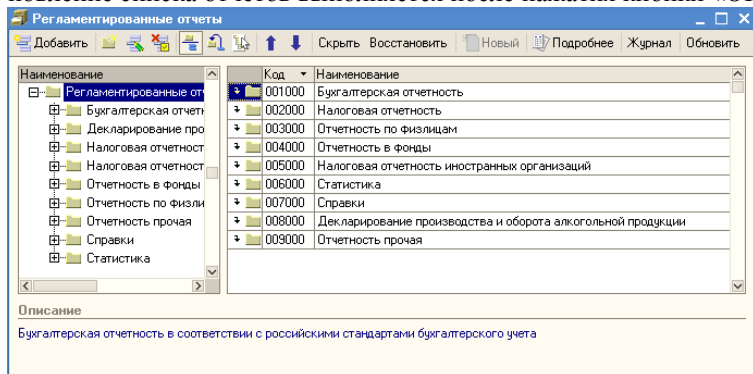 Регламентированные отчеты
Добавить Скрыть Восстановить Новый Подробнее Журнал Обновить
Наименование
Регламентированные от
Бухгалтерская отчетн
Декларирование про
Налоговая отчетност
Налоговая отчетност
Отчетность в фонды
Отчетность по физли
Отчетность прочая
Справки
Статистика
Код Наименование
001000 Бухгалтерская отчетность
002000 Налоговая отчетность
003000 Отчетность по физлицам
004000 Отчетность в фонды
005000 Налоговая отчетность иностранных организаций
006000 Статистика
007000 Справки
008000 Декларирование производства и оборота алкогольной продукции
009000 Отчетность прочая
Описание
Бухгалтерская отчетность в соответствии с российскими стандартами бухгалтерского учета